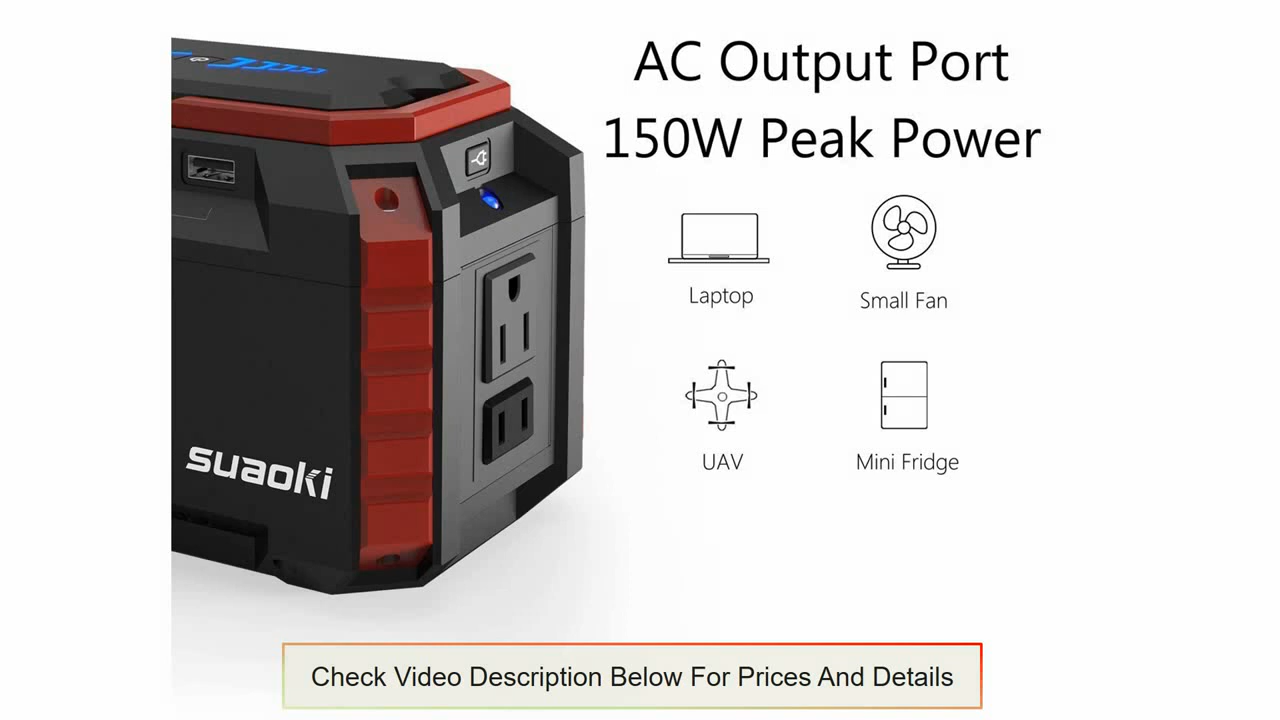 AC Output Port
150W Peak Power
Laptop
Small Fan
UAV
Mini Fridge
suaoki
Check Video Description Below For Prices And Details